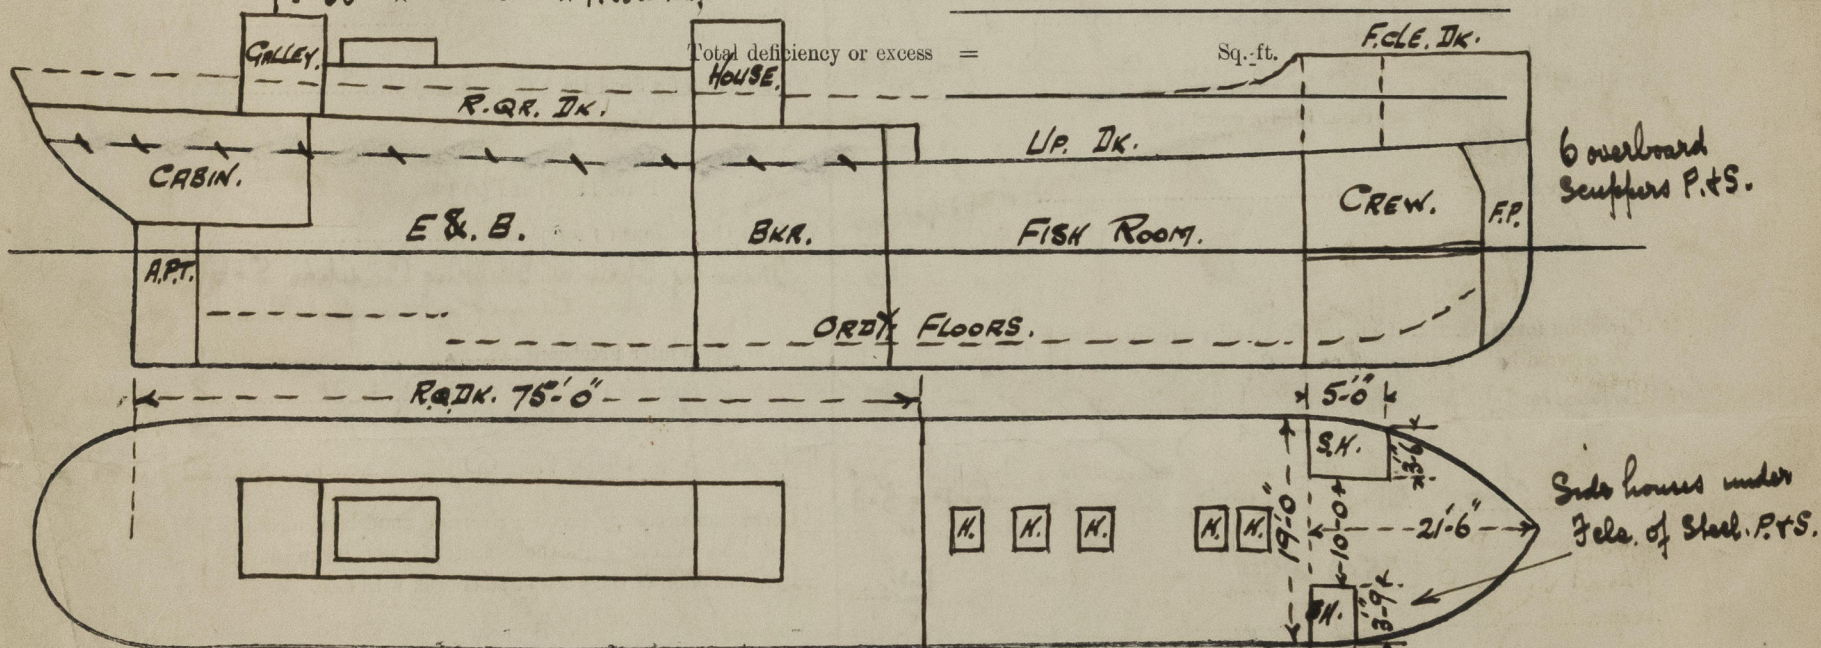 Total deficiency or excess = Sq.-ft.
F.CLE. DK.
GALLEY.
HOUSE.
R.QR. DK.
UP. DK.
6 overboard
Scuppers P.&S.
CABIN.
CREW.
F.P.
E &. B.
BKR.
FISH ROOM.
A.P.T.
ORDY. FLOORS.
R.Q.DK. 75'-0"
5'-0"
S.H.
3'-6"
Side houses under
Fcle. of Steel. P.&S.
H.
H.
H.
H.
H.
19'-0"
10'-0"
21'-6"
S.H.
3'-9"